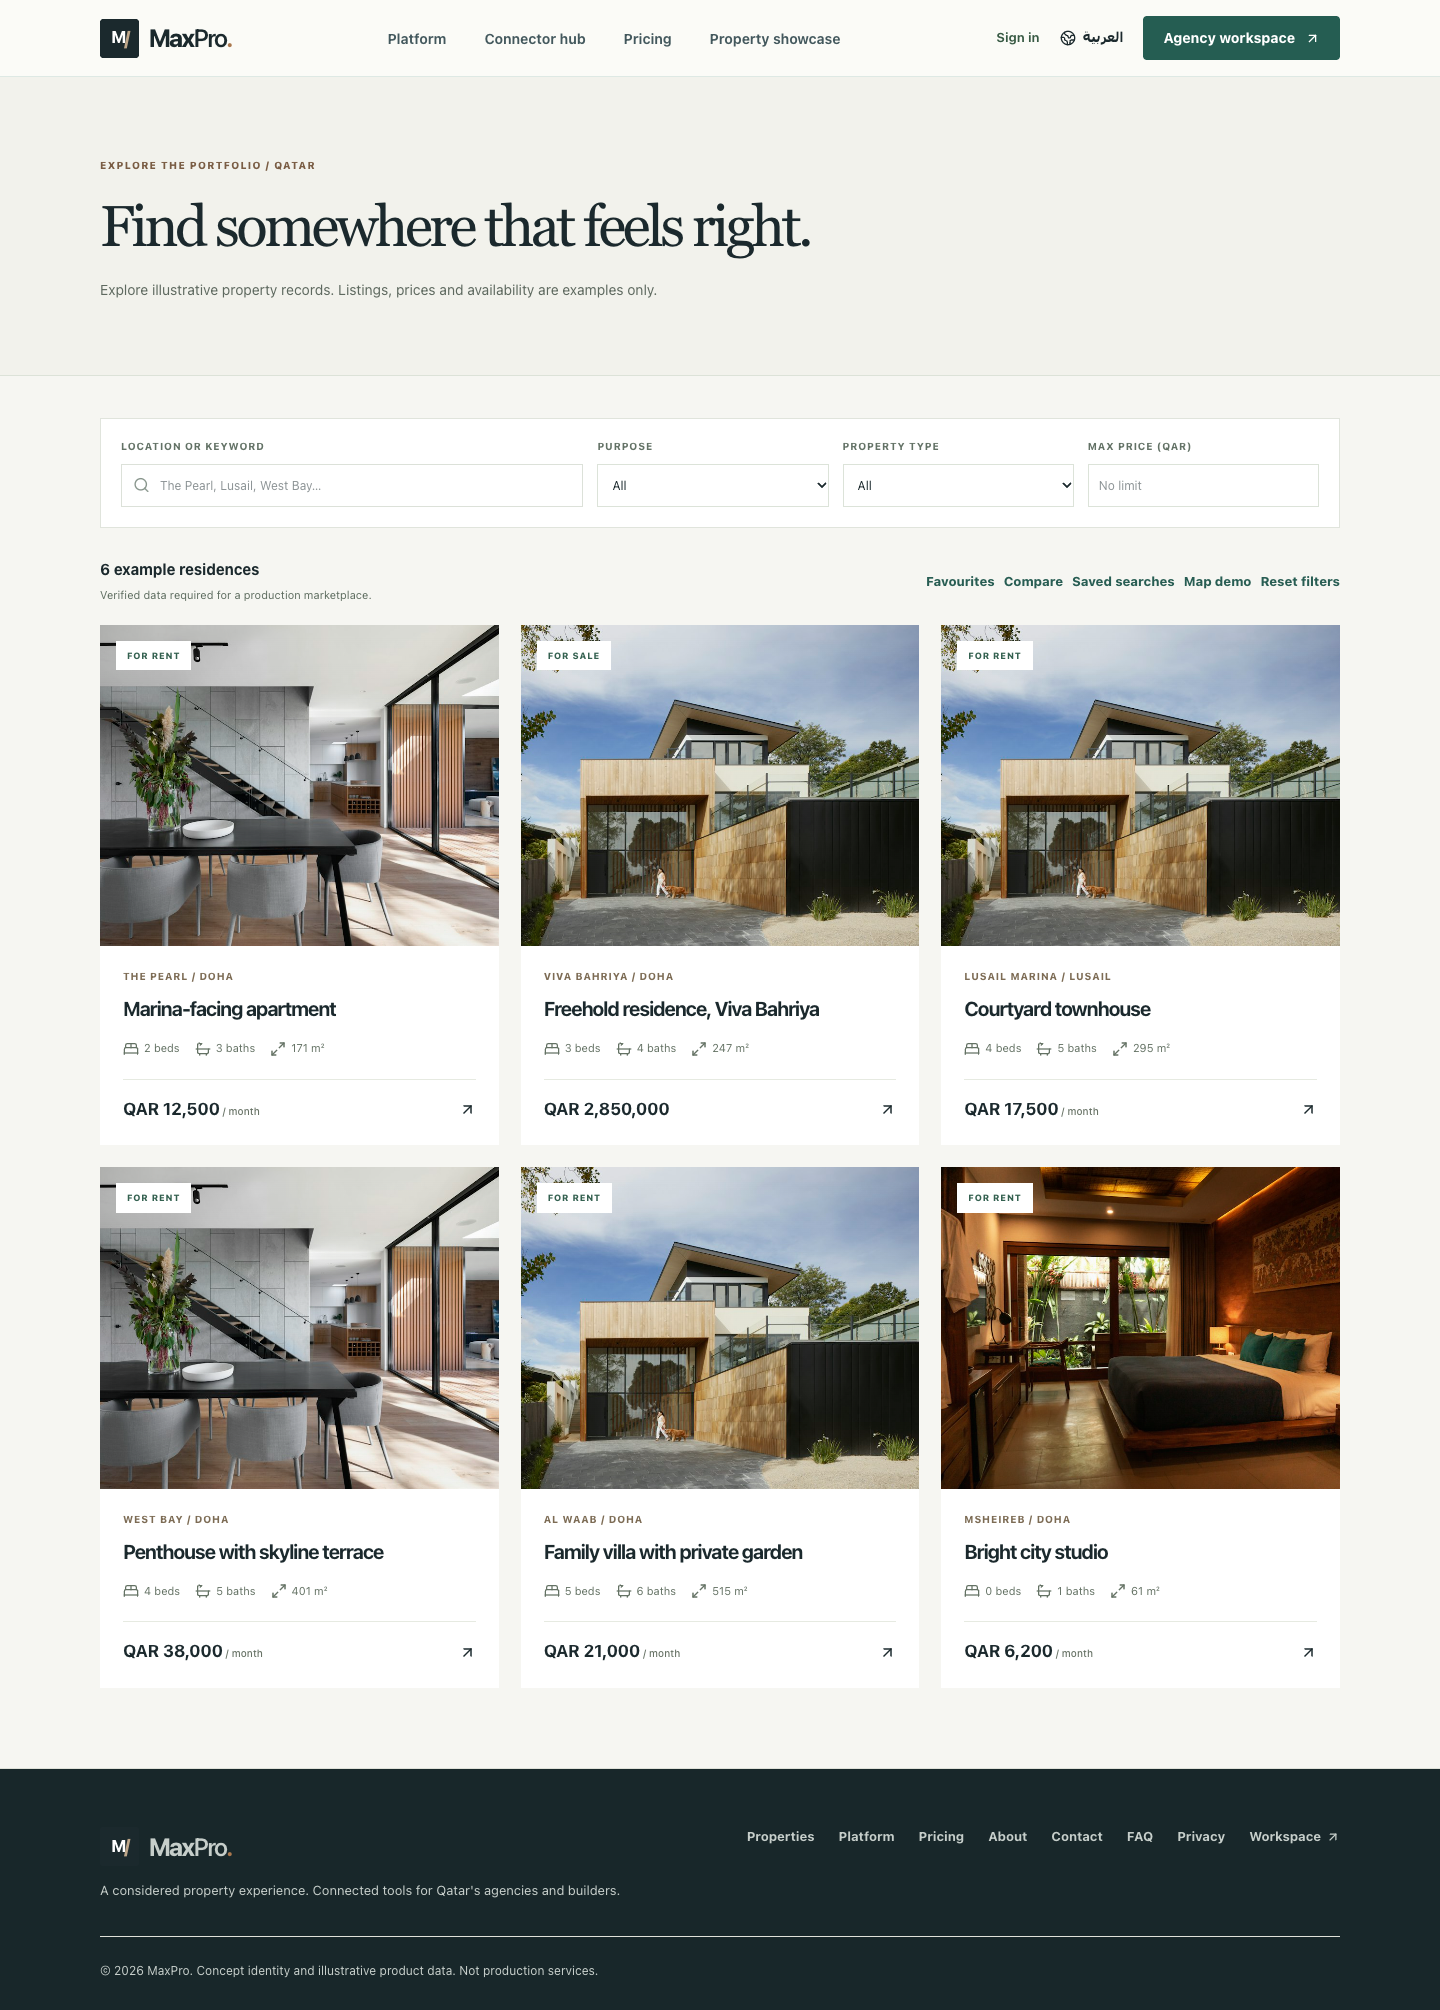 M/ MaxPro.
Platform Connector hub Pricing Property showcase
Sign in العربية Agency workspace
EXPLORE THE PORTFOLIO / QATAR
Find somewhere that feels right.
Explore illustrative property records. Listings, prices and availability are examples only.
LOCATION OR KEYWORD PURPOSE PROPERTY TYPE MAX PRICE (QAR)
The Pearl, Lusail, West Bay... All All No limit
6 example residences
Verified data required for a production marketplace.
Favourites Compare Saved searches Map demo Reset filters
FOR RENT
THE PEARL / DOHA
Marina-facing apartment
2 beds 3 baths 171 m²
QAR 12,500 / month
FOR SALE
VIVA BAHRIYA / DOHA
Freehold residence, Viva Bahriya
3 beds 4 baths 247 m²
QAR 2,850,000
FOR RENT
LUSAIL MARINA / LUSAIL
Courtyard townhouse
4 beds 5 baths 295 m²
QAR 17,500 / month
FOR RENT
WEST BAY / DOHA
Penthouse with skyline terrace
4 beds 5 baths 401 m²
QAR 38,000 / month
FOR RENT
AL WAAB / DOHA
Family villa with private garden
5 beds 6 baths 515 m²
QAR 21,000 / month
FOR RENT
MSHEIREB / DOHA
Bright city studio
0 beds 1 baths 61 m²
QAR 6,200 / month
M/ MaxPro.
Properties Platform Pricing About Contact FAQ Privacy Workspace
A considered property experience. Connected tools for Qatar's agencies and builders.
© 2026 MaxPro. Concept identity and illustrative product data. Not production services.